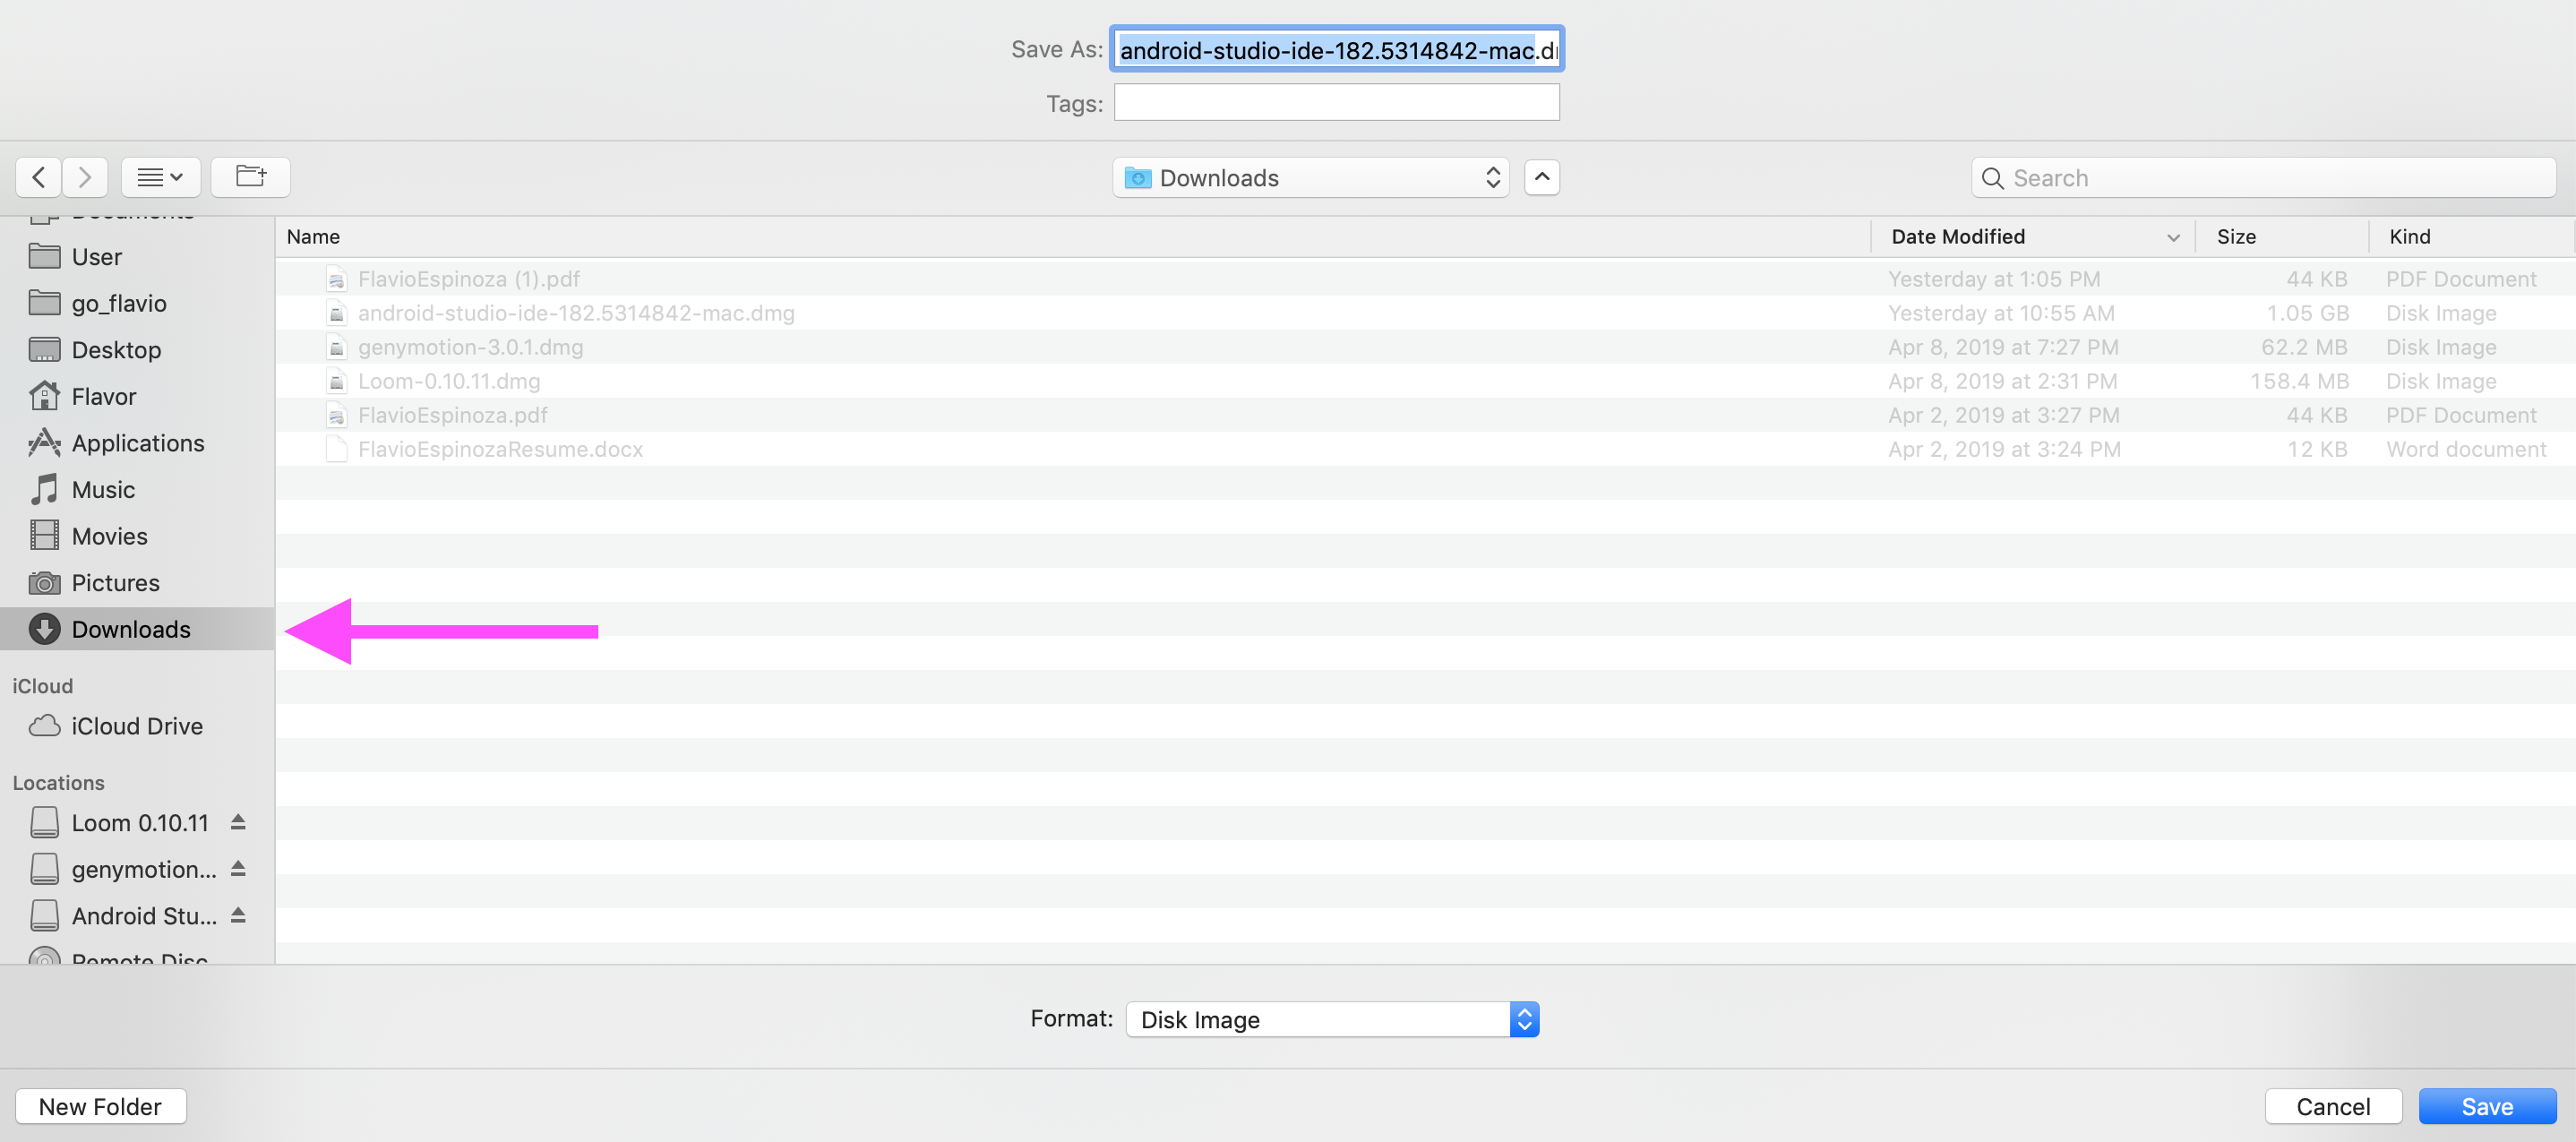 Save As: android-studio-ide-182.5314842-mac.d
Tags:
Downloads
Search
Documents
User
go_flavio
Desktop
Flavor
Applications
Music
Movies
Pictures
Downloads
iCloud
iCloud Drive
Locations
Loom 0.10.11
genymotion...
Android Stu...
Remote Disc
Name Date Modified Size Kind
FlavioEspinoza (1).pdf Yesterday at 1:05 PM 44 KB PDF Document
android-studio-ide-182.5314842-mac.dmg Yesterday at 10:55 AM 1.05 GB Disk Image
genymotion-3.0.1.dmg Apr 8, 2019 at 7:27 PM 62.2 MB Disk Image
Loom-0.10.11.dmg Apr 8, 2019 at 2:31 PM 158.4 MB Disk Image
FlavioEspinoza.pdf Apr 2, 2019 at 3:27 PM 44 KB PDF Document
FlavioEspinozaResume.docx Apr 2, 2019 at 3:24 PM 12 KB Word document
Format: Disk Image
New Folder
Cancel
Save